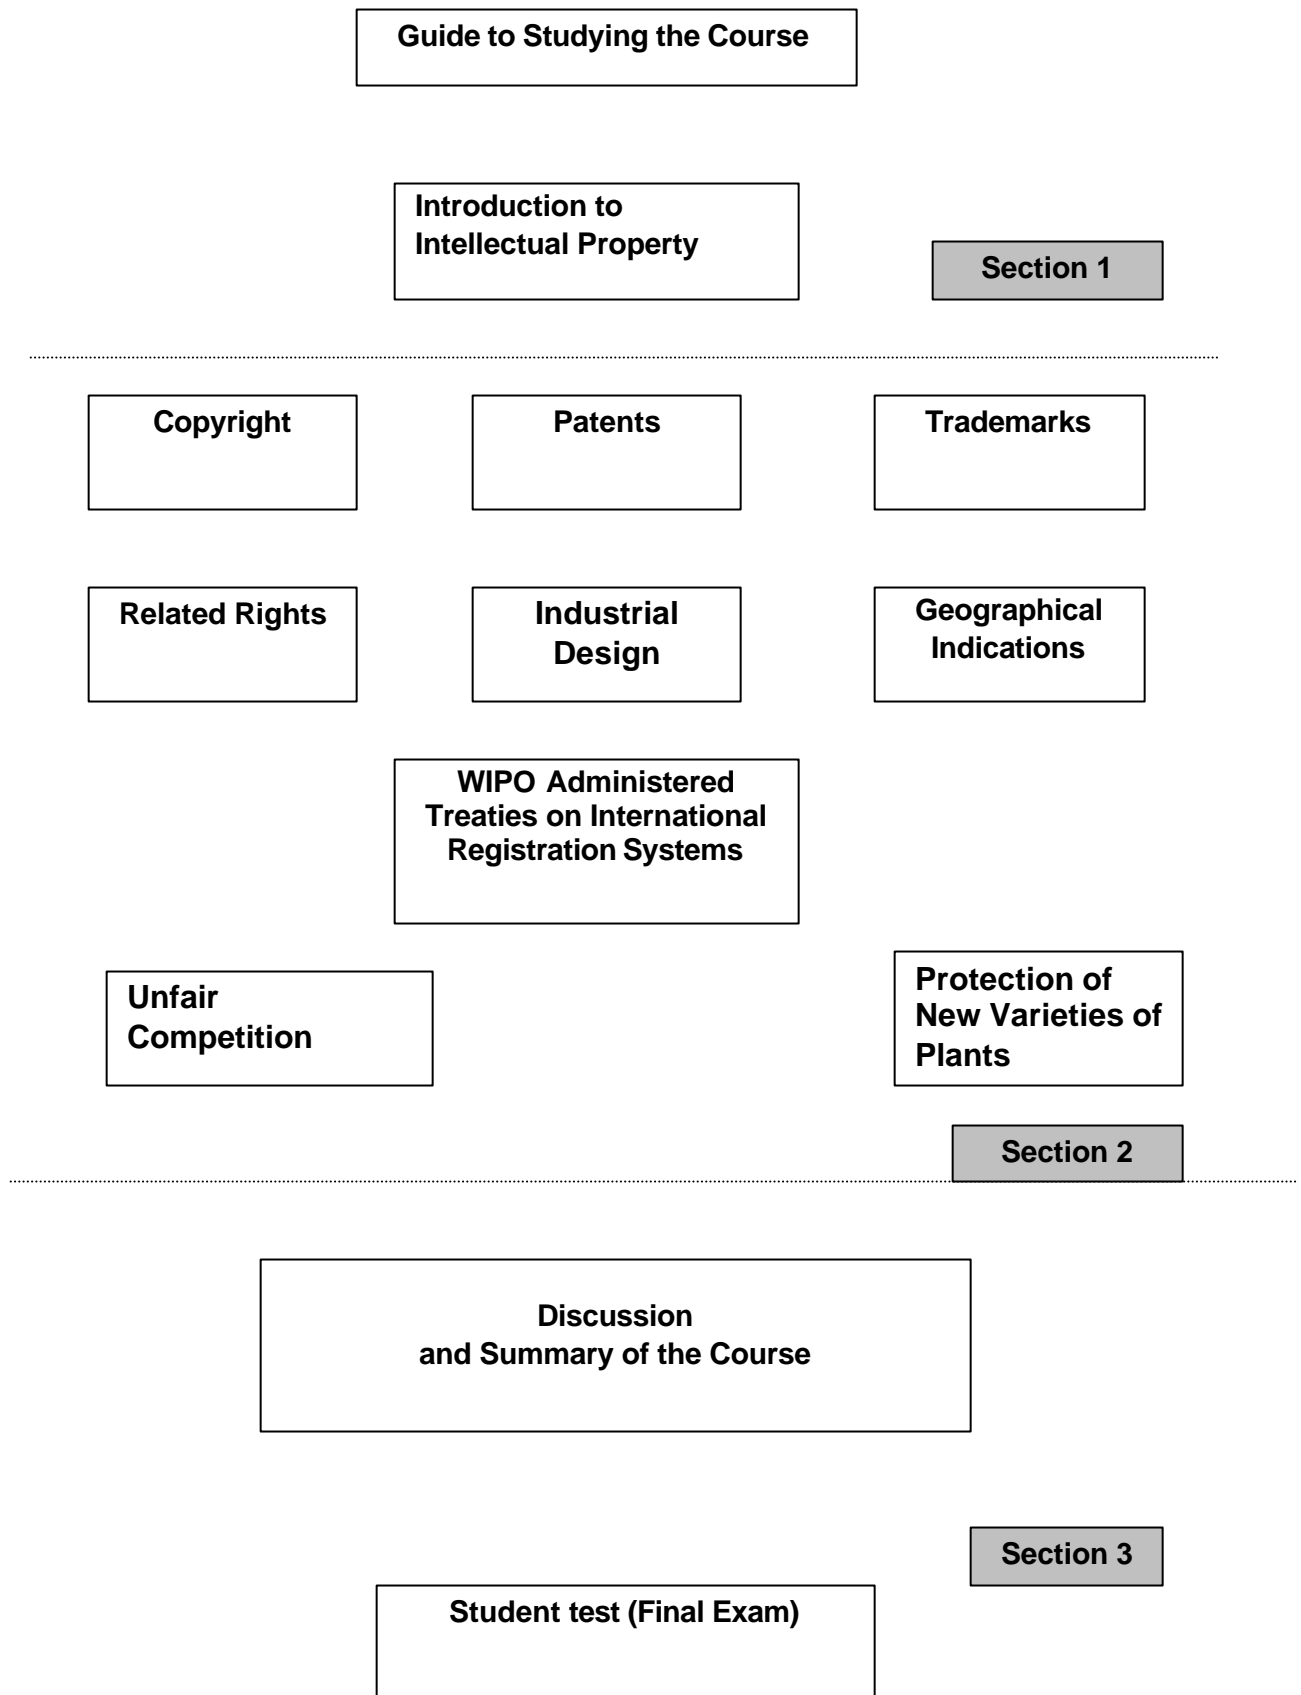 Guide to Studying the Course
Introduction to
Intellectual Property
Section 1
Copyright
Patents
Trademarks
Related Rights
Industrial
Design
Geographical
Indications
WIPO Administered
Treaties on International
Registration Systems
Unfair
Competition
Protection of
New Varieties of
Plants
Section 2
Discussion
and Summary of the Course
Section 3
Student test (Final Exam)